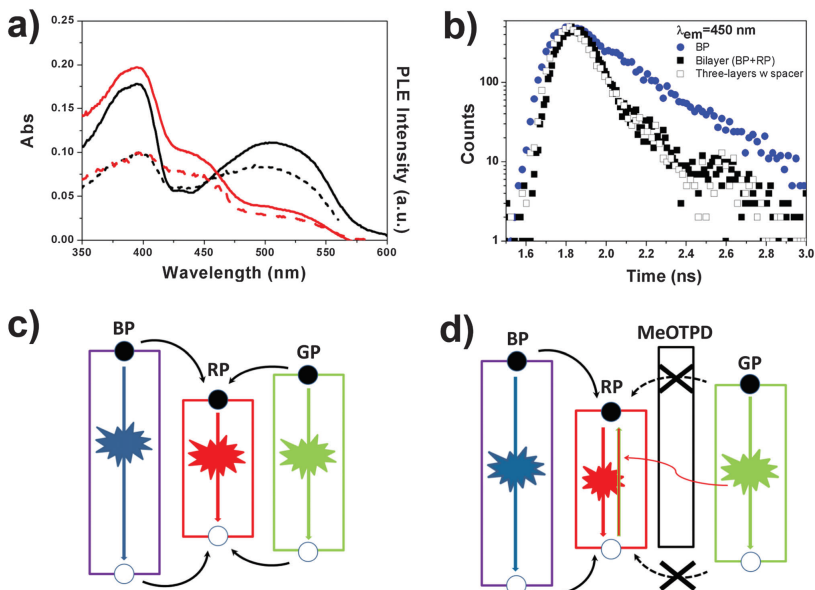 a)
0.25
0.20
0.15
0.10
0.05
0.00
Abs
PLE Intensity (a.u.)
350 400 450 500 550 600
Wavelength (nm)
b)
λem=450 nm
BP
Bilayer (BP+RP)
Three-layers w spacer
100
10
1
Counts
1.6 1.8 2.0 2.2 2.4 2.6 2.8 3.0
Time (ns)
c)
BP
RP
GP
d)
BP
RP
MeOTPD
GP